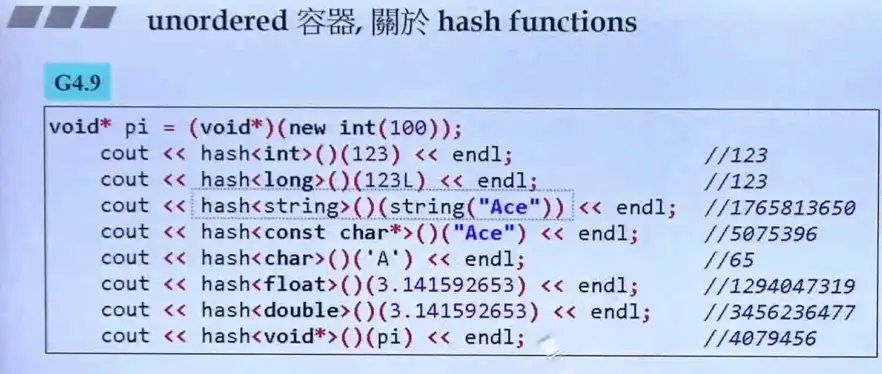 unordered 容器, 關於 hash functions
G4.9
void* pi = (void*)(new int(100));
cout << hash<int>()(123) << endl; //123
cout << hash<long>()(123L) << endl; //123
cout << hash<string>()(string("Ace")) << endl; //1765813650
cout << hash<const char*>()("Ace") << endl; //5075396
cout << hash<char>()('A') << endl; //65
cout << hash<float>()(3.141592653) << endl; //1294047319
cout << hash<double>()(3.141592653) << endl; //3456236477
cout << hash<void*>()(pi) << endl; //4079456